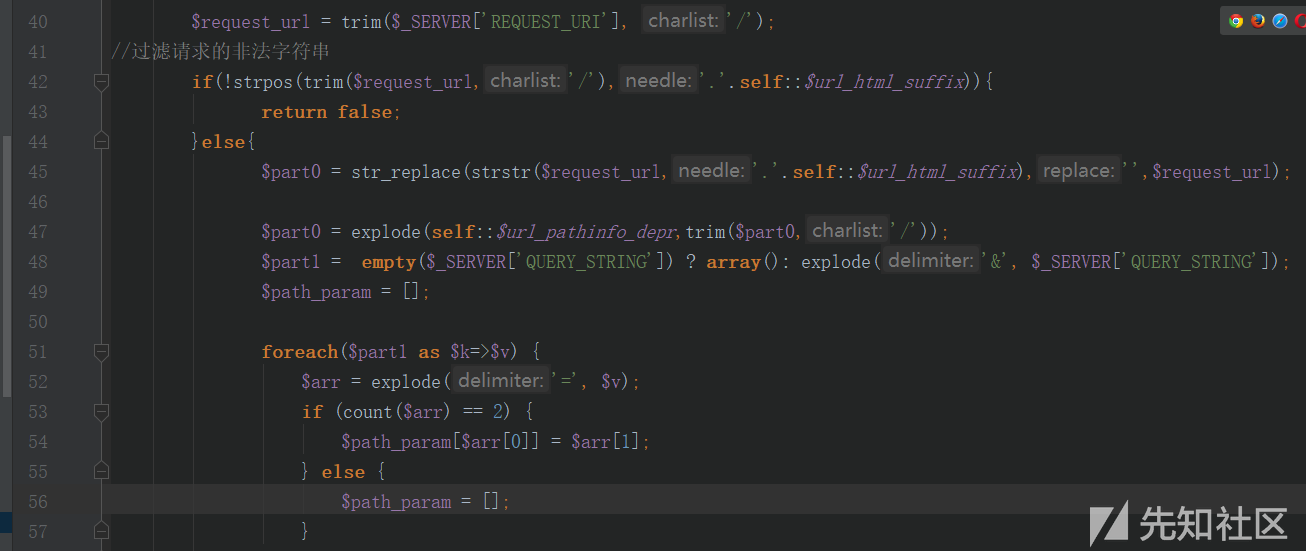 40 $request_url = trim($_SERVER['REQUEST_URI'], charlist: '/');
41 //过滤请求的非法字符串
42 if(!strpos(trim($request_url, charlist: '/'), needle: '.'.self::$url_html_suffix)){
43 return false;
44 }else{
45 $part0 = str_replace(strstr($request_url, needle: '.'.self::$url_html_suffix), replace: '',$request_url);
46
47 $part0 = explode(self::$url_pathinfo_depr,trim($part0, charlist: '/'));
48 $part1 = empty($_SERVER['QUERY_STRING']) ? array(): explode( delimiter: '&', $_SERVER['QUERY_STRING']);
49 $path_param = [];
50
51 foreach($part1 as $k=>$v) {
52 $arr = explode( delimiter: '=', $v);
53 if (count($arr) == 2) {
54 $path_param[$arr[0]] = $arr[1];
55 } else {
56 $path_param = [];
57 }
先知社区